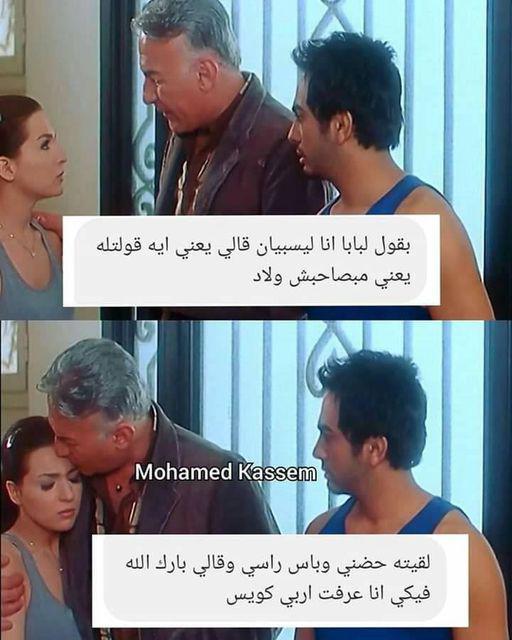 بقول لبابا انا ليسبيان قالي يعني ايه قولتله
يعني مبصاحبش ولاد
Mohamed Kassem
لقيته حضني وباس راسي وقالي بارك الله
فيكي انا عرفت اربي كويس